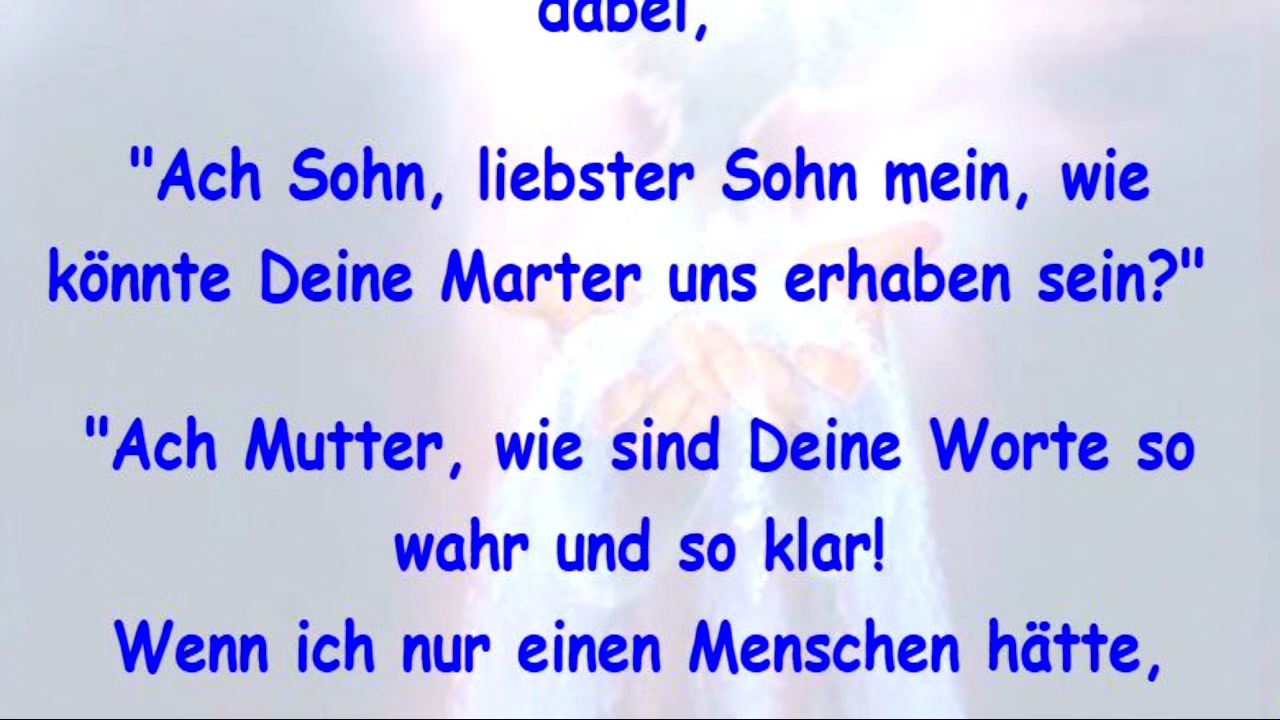 dabei,
"Ach Sohn, liebster Sohn mein, wie
könnte Deine Marter uns erhaben sein?"
"Ach Mutter, wie sind Deine Worte so
wahr und so klar!
Wenn ich nur einen Menschen hätte,